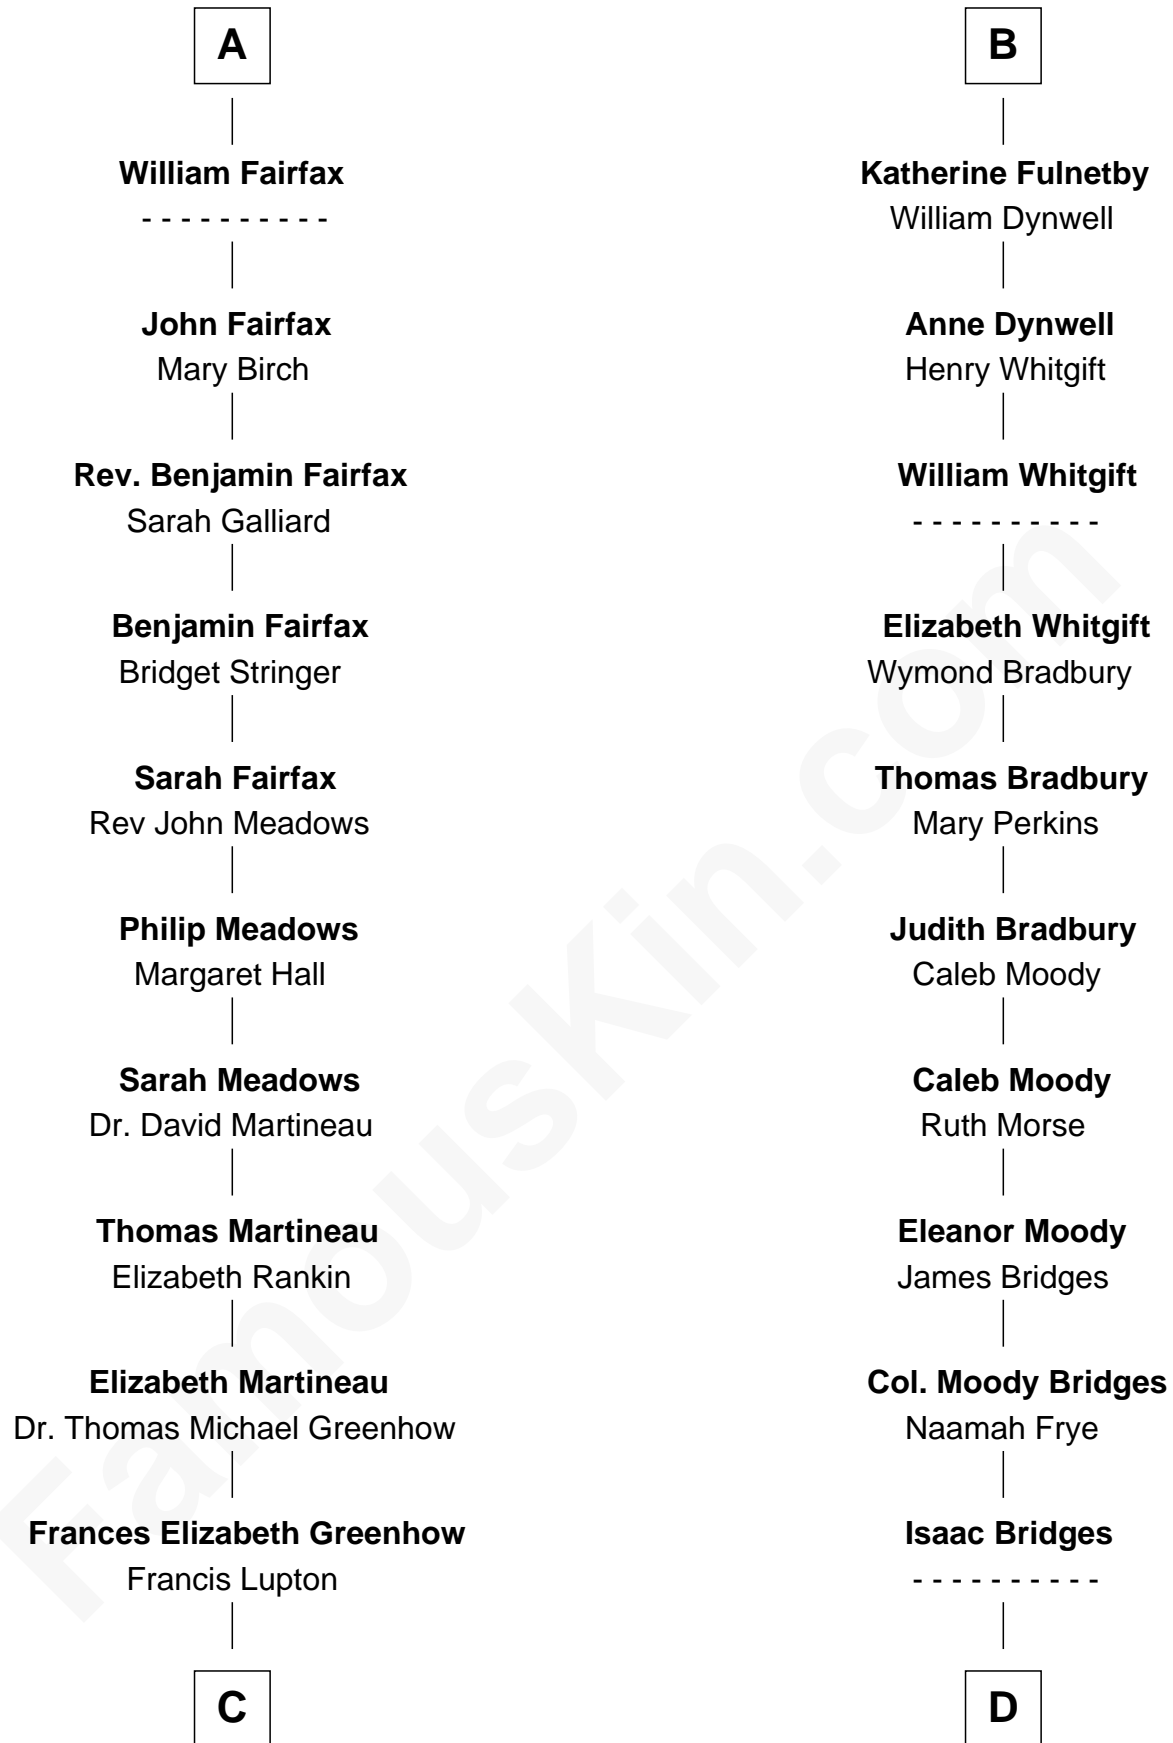 A
William Fairfax
- - - - - - - - - -
John Fairfax
Mary Birch
Rev. Benjamin Fairfax
Sarah Galliard
Benjamin Fairfax
Bridget Stringer
Sarah Fairfax
Rev John Meadows
Philip Meadows
Margaret Hall
Sarah Meadows
Dr. David Martineau
Thomas Martineau
Elizabeth Rankin
Elizabeth Martineau
Dr. Thomas Michael Greenhow
Frances Elizabeth Greenhow
Francis Lupton
C
B
Katherine Fulnetby
William Dynwell
Anne Dynwell
Henry Whitgift
William Whitgift
- - - - - - - - - -
Elizabeth Whitgift
Wymond Bradbury
Thomas Bradbury
Mary Perkins
Judith Bradbury
Caleb Moody
Caleb Moody
Ruth Morse
Eleanor Moody
James Bridges
Col. Moody Bridges
Naamah Frye
Isaac Bridges
- - - - - - - - - -
D
FamousKin.com